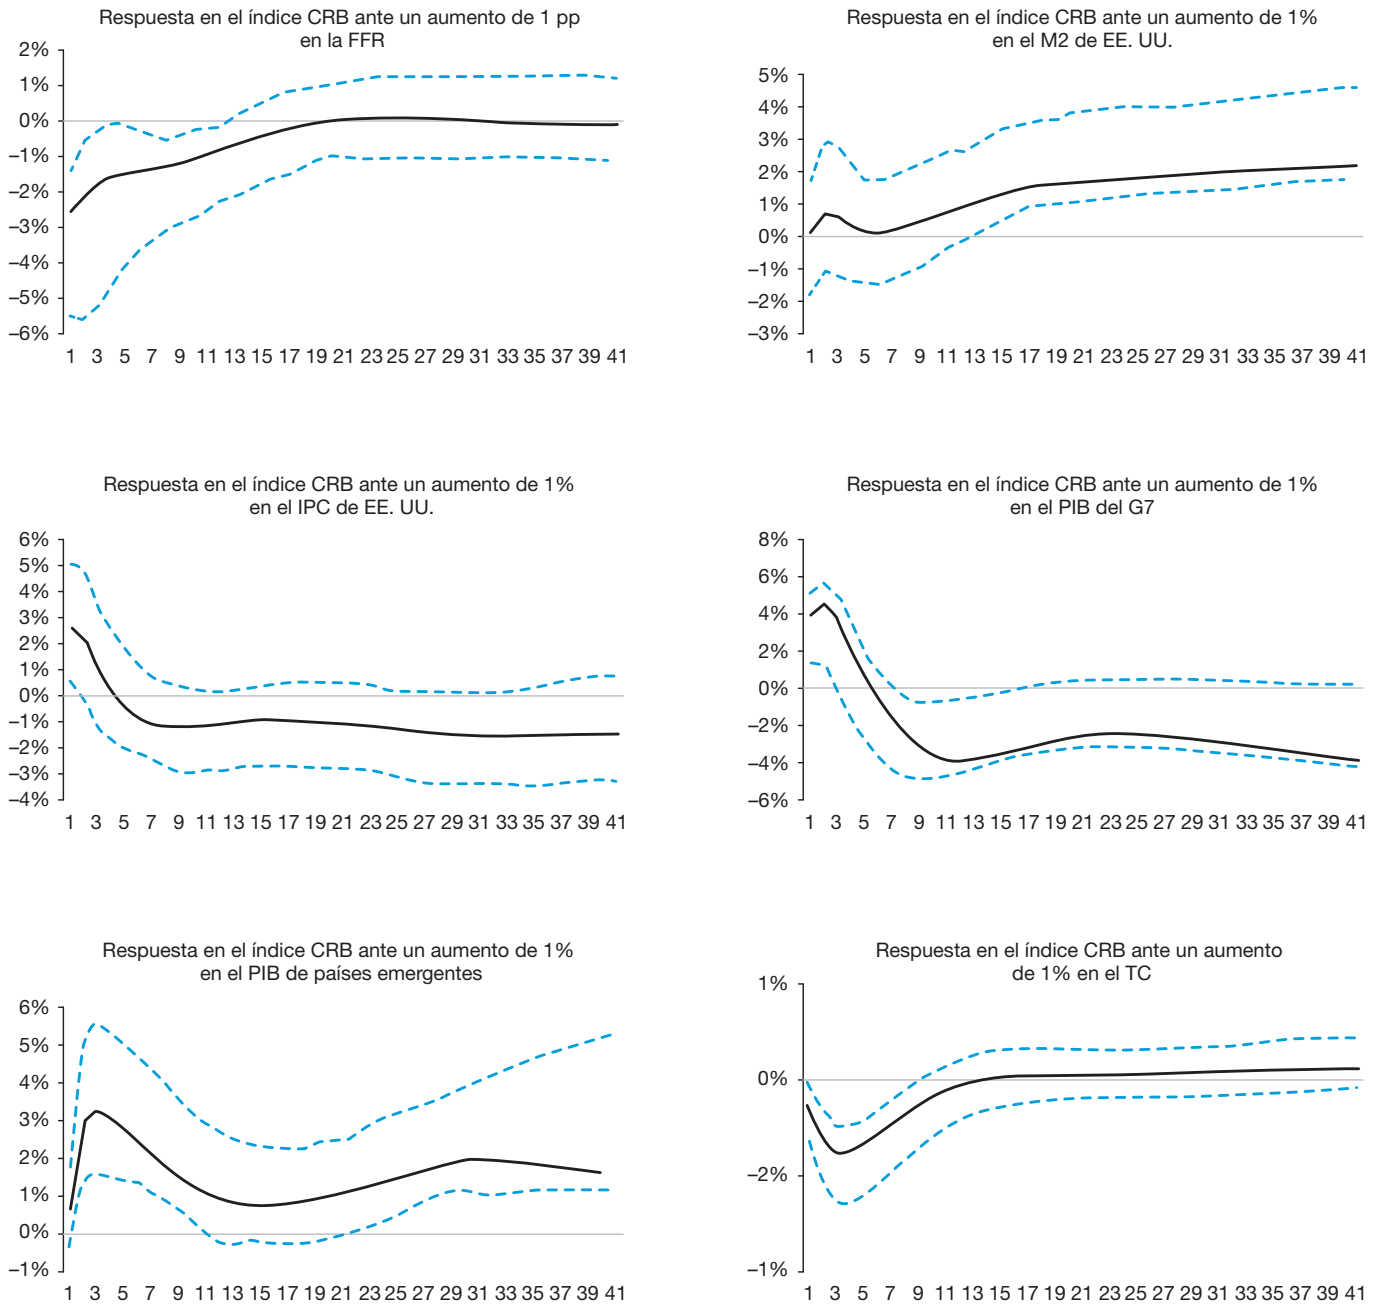 Respuesta en el índice CRB ante un aumento de 1 pp
en la FFR
2%
1%
0%
–1%
–2%
–3%
–4%
–5%
–6%
1 3 5 7 9 11 13 15 17 19 21 23 25 27 29 31 33 35 37 39 41
Respuesta en el índice CRB ante un aumento de 1%
en el M2 de EE. UU.
5%
4%
3%
2%
1%
0%
–1%
–2%
–3%
1 3 5 7 9 11 13 15 17 19 21 23 25 27 29 31 33 35 37 39 41
Respuesta en el índice CRB ante un aumento de 1%
en el IPC de EE. UU.
6%
5%
4%
3%
2%
1%
0%
–1%
–2%
–3%
–4%
1 3 5 7 9 11 13 15 17 19 21 23 25 27 29 31 33 35 37 39 41
Respuesta en el índice CRB ante un aumento de 1%
en el PIB del G7
8%
6%
4%
2%
0%
–2%
–4%
–6%
1 3 5 7 9 11 13 15 17 19 21 23 25 27 29 31 33 35 37 39 41
Respuesta en el índice CRB ante un aumento de 1%
en el PIB de países emergentes
6%
5%
4%
3%
2%
1%
0%
–1%
1 3 5 7 9 11 13 15 17 19 21 23 25 27 29 31 33 35 37 39 41
Respuesta en el índice CRB ante un aumento
de 1% en el TC
1%
0%
–2%
–1%
1 3 5 7 9 11 13 15 17 19 21 23 25 27 29 31 33 35 37 39 41